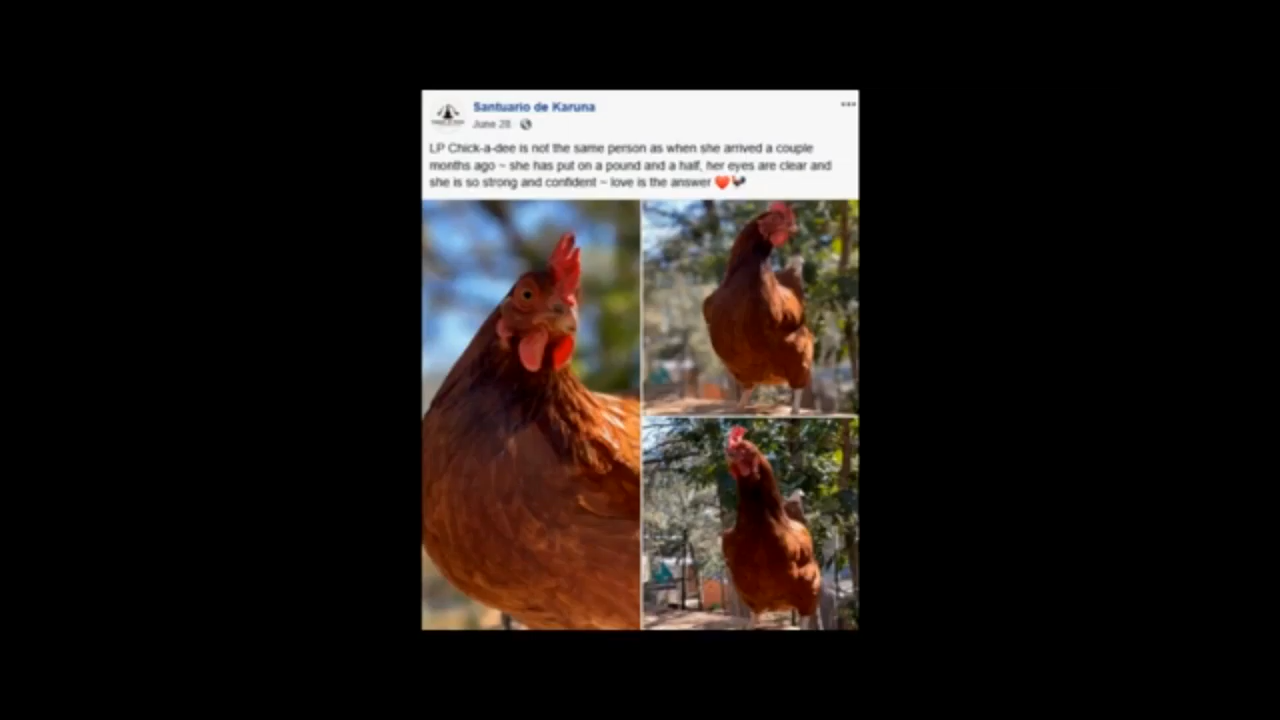 Santuario de Karuna
June 28
LP Chick-a-dee is not the same person as when she arrived a couple
months ago ~ she has put on a pound and a half, her eyes are clear and
she is so strong and confident ~ love is the answer ❤️🐓